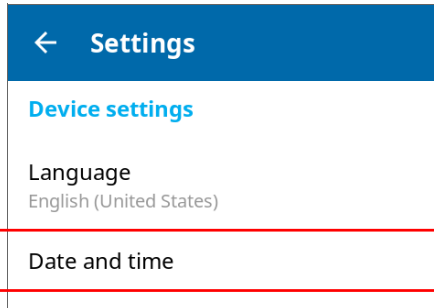 Settings
Device settings
Language
English (United States)
Date and time